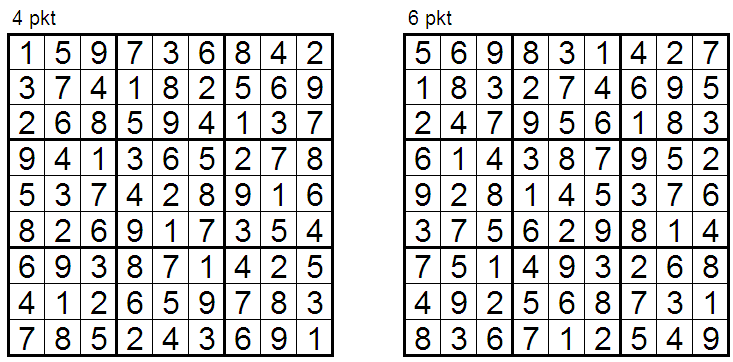 4 pkt
1 5 9 7 3 6 8 4 2
3 7 4 1 8 2 5 6 9
2 6 8 5 9 4 1 3 7
9 4 1 3 6 5 2 7 8
5 3 7 4 2 8 9 1 6
8 2 6 9 1 7 3 5 4
6 9 3 8 7 1 4 2 5
4 1 2 6 5 9 7 8 3
7 8 5 2 4 3 6 9 1
6 pkt
5 6 9 8 3 1 4 2 7
1 8 3 2 7 4 6 9 5
2 4 7 9 5 6 1 8 3
6 1 4 3 8 7 9 5 2
9 2 8 1 4 5 3 7 6
3 7 5 6 2 9 8 1 4
7 5 1 4 9 3 2 6 8
4 9 2 5 6 8 7 3 1
8 3 6 7 1 2 5 4 9